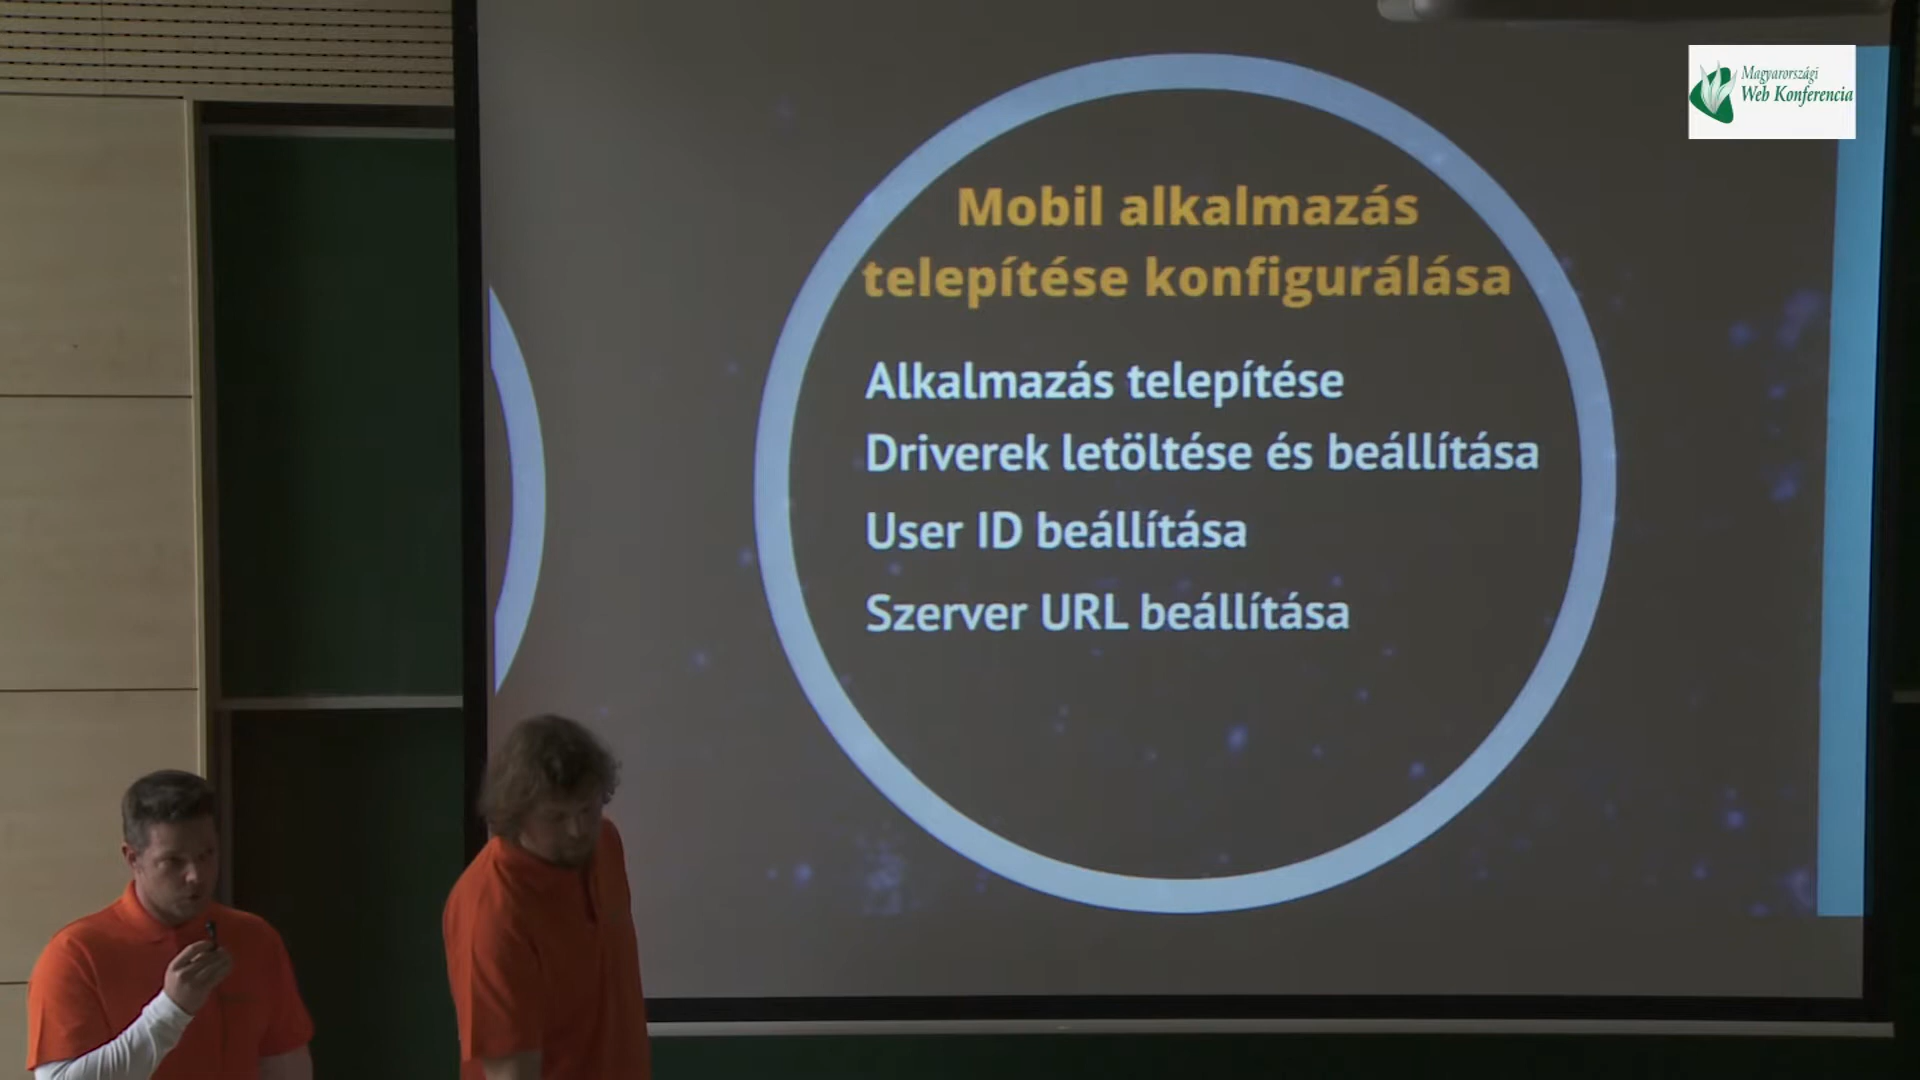 Magyarországi
Web Konferencia
Mobil alkalmazás
telepítése konfigurálása
Alkalmazás telepítése
Driverek letöltése és beállítása
User ID beállítása
Szerver URL beállítása